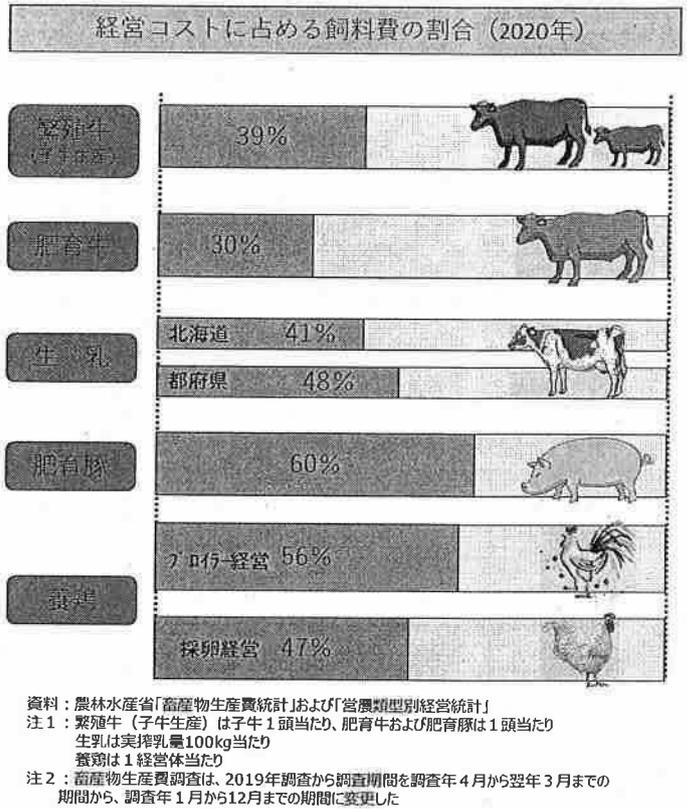 経営コストに占める飼料費の割合（2020年）
繁殖牛
（子牛生産）
39%
肥育牛
30%
生　乳
北海道　41%
都府県　48%
肥育豚
60%
養鶏
ﾌﾞﾛｲﾗｰ経営 56%
採卵経営 47%
資料：農林水産省「畜産物生産費統計」および「営農類型別経営統計」
注１：繁殖牛（子牛生産）は子牛１頭当たり、肥育牛および肥育豚は１頭当たり
生乳は実搾乳量100kg当たり
養鶏は１経営体当たり
注２：畜産物生産費調査は、2019年調査から調査期間を調査年４月から翌年３月までの
期間から、調査年１月から12月までの期間に変更した